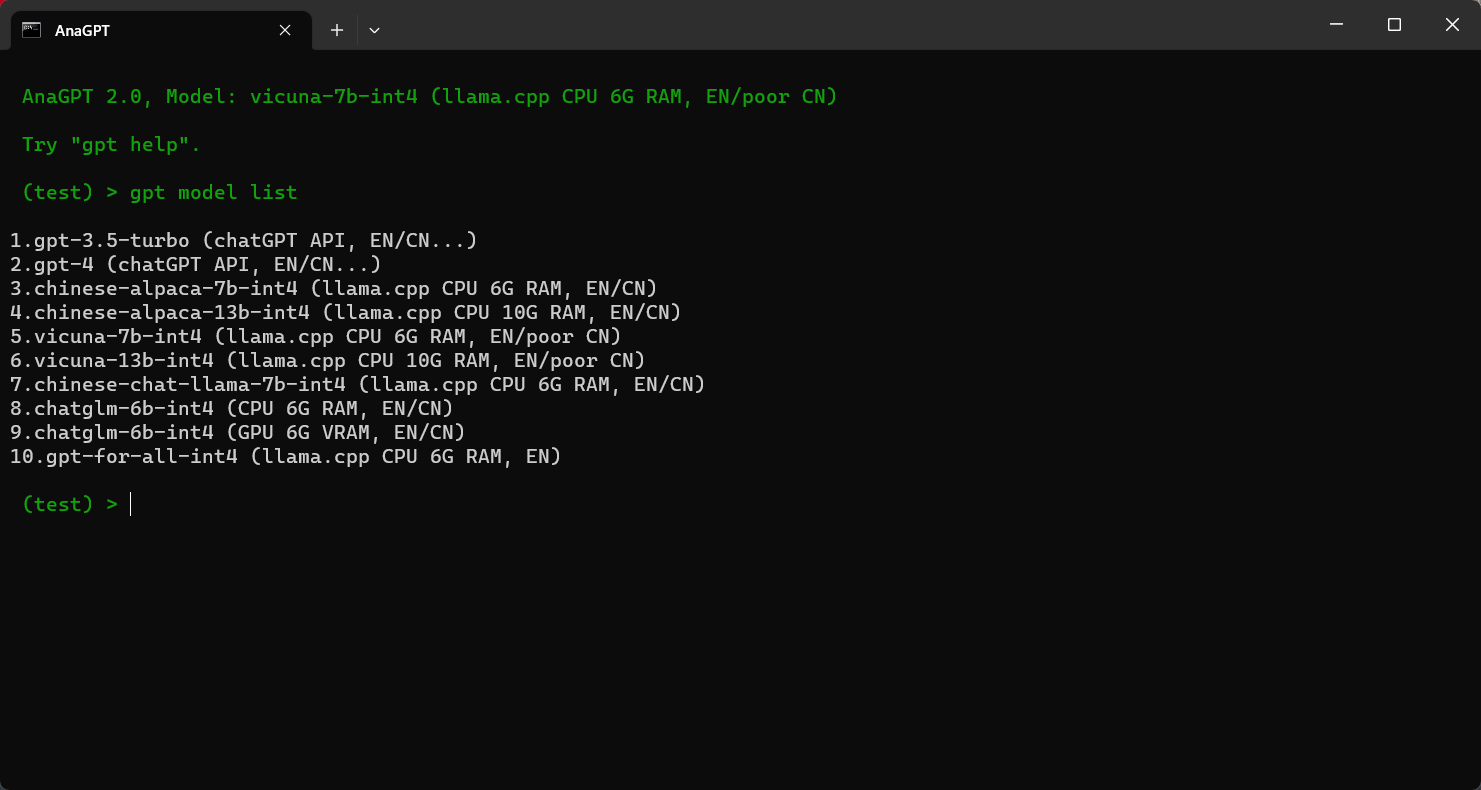 AnaGPT
AnaGPT 2.0, Model: vicuna-7b-int4 (llama.cpp CPU 6G RAM, EN/poor CN)
Try "gpt help".
(test) > gpt model list
1.gpt-3.5-turbo (chatGPT API, EN/CN...)
2.gpt-4 (chatGPT API, EN/CN...)
3.chinese-alpaca-7b-int4 (llama.cpp CPU 6G RAM, EN/CN)
4.chinese-alpaca-13b-int4 (llama.cpp CPU 10G RAM, EN/CN)
5.vicuna-7b-int4 (llama.cpp CPU 6G RAM, EN/poor CN)
6.vicuna-13b-int4 (llama.cpp CPU 10G RAM, EN/poor CN)
7.chinese-chat-llama-7b-int4 (llama.cpp CPU 6G RAM, EN/CN)
8.chatglm-6b-int4 (CPU 6G RAM, EN/CN)
9.chatglm-6b-int4 (GPU 6G VRAM, EN/CN)
10.gpt-for-all-int4 (llama.cpp CPU 6G RAM, EN)
(test) >